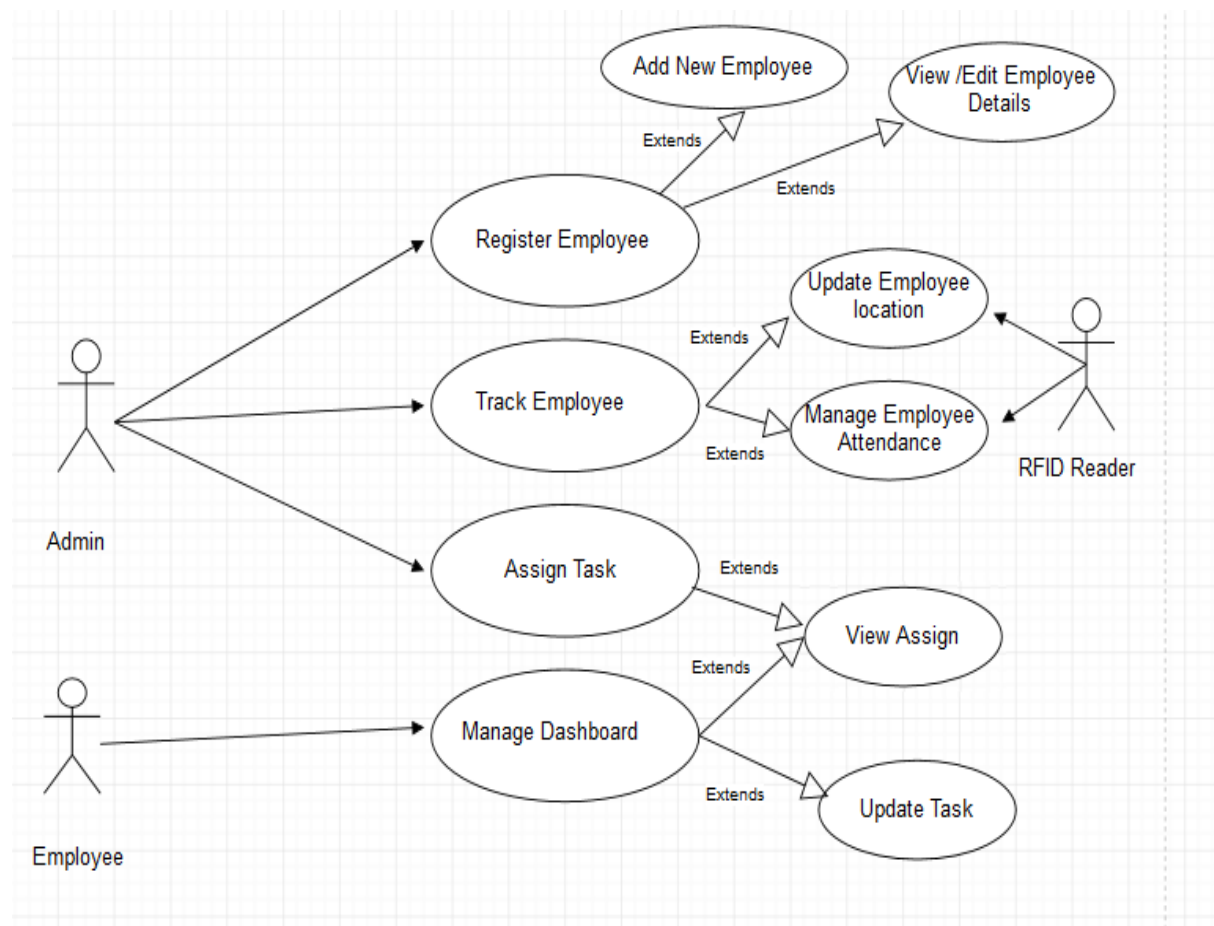 Add New Employee
View /Edit Employee
Details
Extends
Extends
Register Employee
Update Employee
location
Extends
Track Employee
Manage Employee
Attendance
Extends
RFID Reader
Admin
Assign Task
Extends
View Assign
Extends
Manage Dashboard
Extends
Update Task
Employee